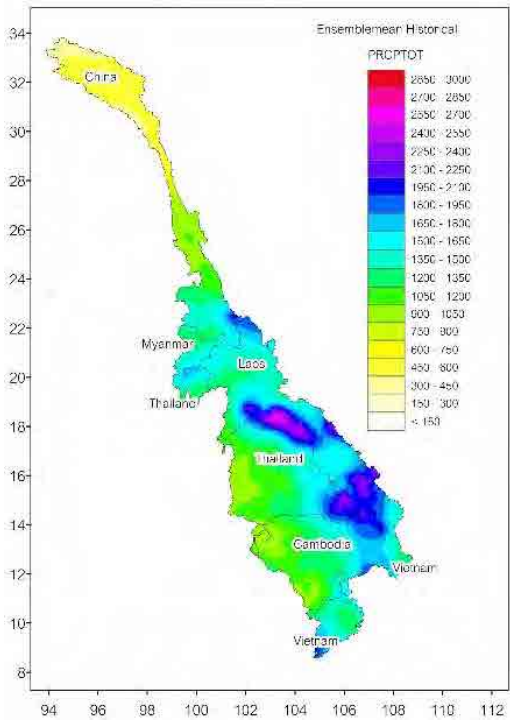 Ensemblemean Historical
PRCPTOT
2850 - 3000
2700 - 2850
2550 - 2700
2400 - 2550
2250 - 2400
2100 - 2250
1950 - 2100
1800 - 1950
1650 - 1800
1500 - 1650
1350 - 1500
1200 - 1350
1050 - 1200
900 - 1050
750 - 900
600 - 750
450 - 600
300 - 450
150 - 300
< 150
34
32
30
28
26
24
22
20
18
16
14
12
10
8
China
Myanmar
Laos
Thailand
Thailand
Cambodia
Vietnam
Vietnam
94
96
98
100
102
104
106
108
110
112